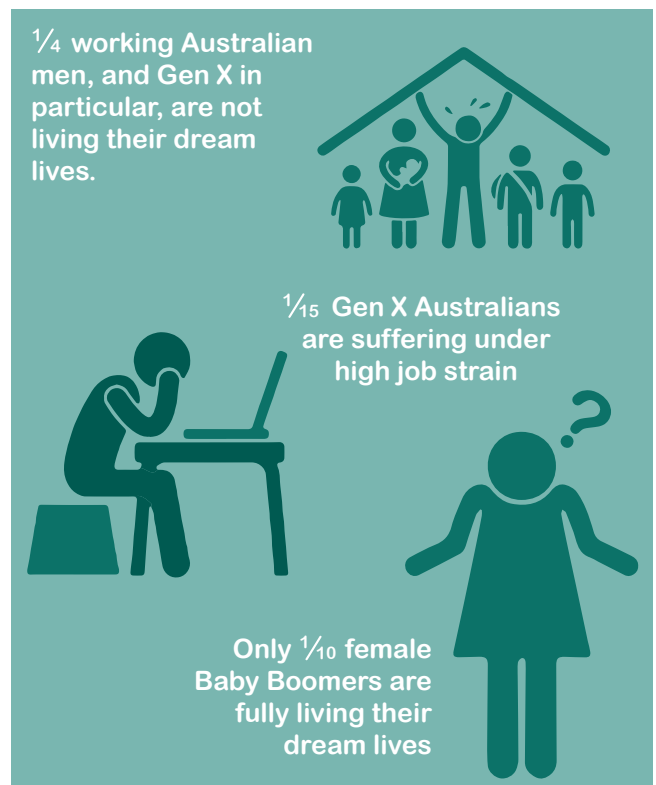 ¼ working Australian
men, and Gen X in
particular, are not
living their dream
lives.
⅟₁₅ Gen X Australians
are suffering under
high job strain
?
Only ⅒ female
Baby Boomers are
fully living their
dream lives